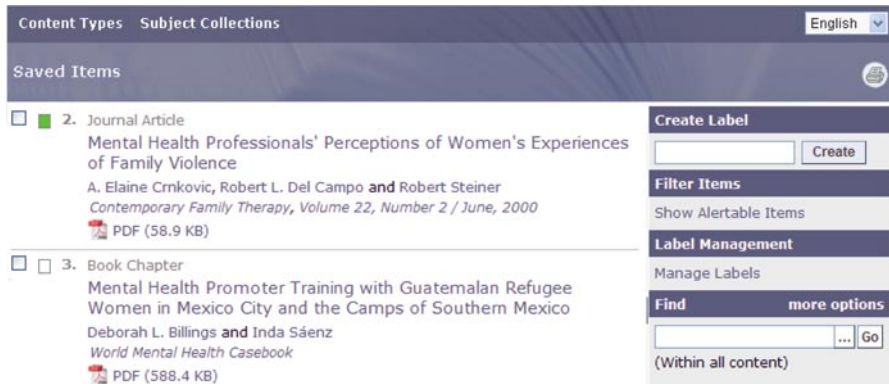 Content Types Subject Collections
English
Saved Items
2. Journal Article
Mental Health Professionals' Perceptions of Women's Experiences
of Family Violence
A. Elaine Crnkovic, Robert L. Del Campo and Robert Steiner
Contemporary Family Therapy, Volume 22, Number 2 / June, 2000
PDF (58.9 KB)
3. Book Chapter
Mental Health Promoter Training with Guatemalan Refugee
Women in Mexico City and the Camps of Southern Mexico
Deborah L. Billings and Inda Sáenz
World Mental Health Casebook
PDF (588.4 KB)
Create Label
Create
Filter Items
Show Alertable Items
Label Management
Manage Labels
Find more options
... Go
(Within all content)